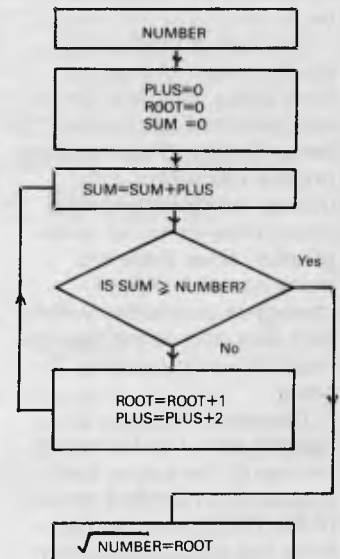 NUMBER
PLUS=0
ROOT=0
SUM =0
SUM=SUM+PLUS
IS SUM ⩾ NUMBER?
Yes
No
ROOT=ROOT+1
PLUS=PLUS+2
√NUMBER=ROOT